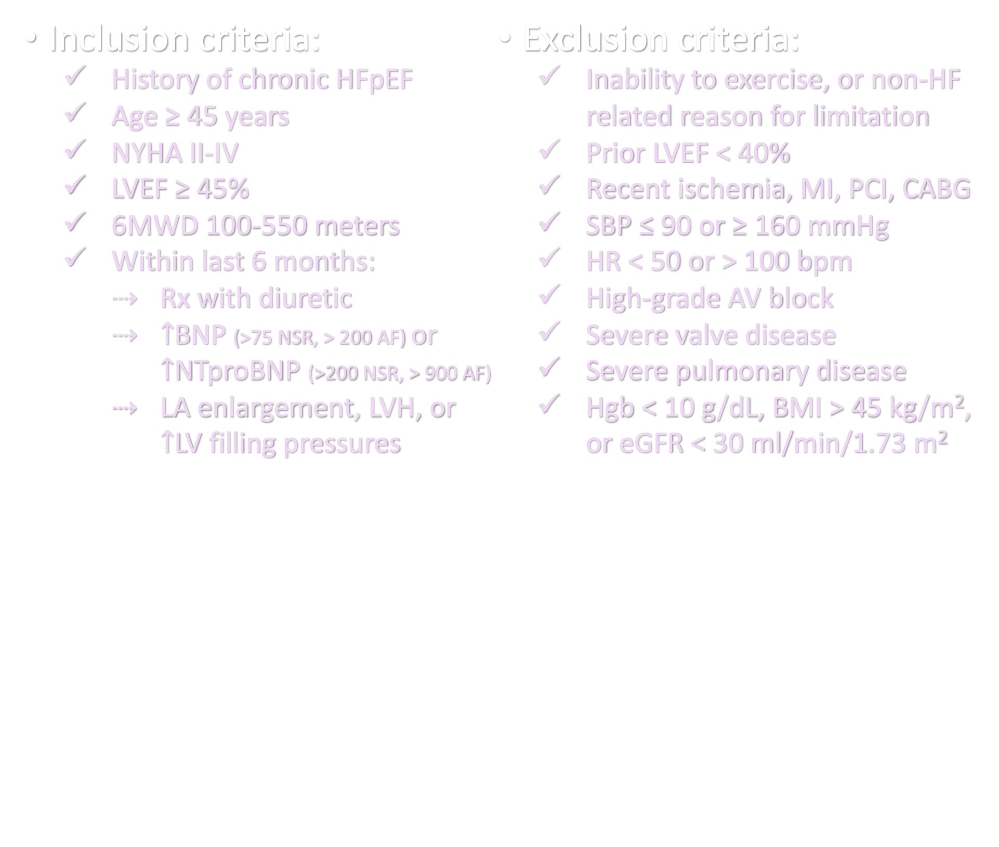 • Inclusion criteria:
✓ History of chronic HFpEF
✓ Age ≥ 45 years
✓ NYHA II-IV
✓ LVEF ≥ 45%
✓ 6MWD 100-550 meters
✓ Within last 6 months:
⤏ Rx with diuretic
⤏ ↑BNP (>75 NSR, > 200 AF) or
↑NTproBNP (>200 NSR, > 900 AF)
⤏ LA enlargement, LVH, or
↑LV filling pressures
• Exclusion criteria:
✓ Inability to exercise, or non-HF
related reason for limitation
✓ Prior LVEF < 40%
✓ Recent ischemia, MI, PCI, CABG
✓ SBP ≤ 90 or ≥ 160 mmHg
✓ HR < 50 or > 100 bpm
✓ High-grade AV block
✓ Severe valve disease
✓ Severe pulmonary disease
✓ Hgb < 10 g/dL, BMI > 45 kg/m²,
or eGFR < 30 ml/min/1.73 m²